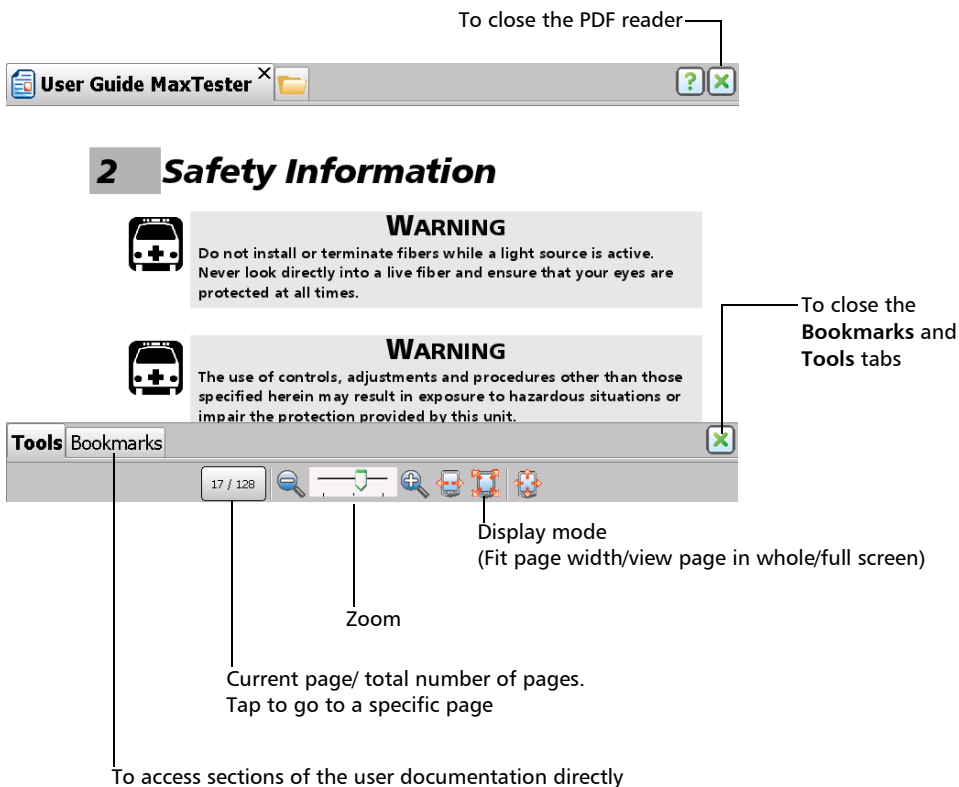 To close the PDF reader
User Guide MaxTester
2 Safety Information
WARNING
Do not install or terminate fibers while a light source is active.
Never look directly into a live fiber and ensure that your eyes are
protected at all times.
To close the
Bookmarks and
Tools tabs
WARNING
The use of controls, adjustments and procedures other than those
specified herein may result in exposure to hazardous situations or
impair the protection provided by this unit.
Tools Bookmarks
17 / 128
Display mode
(Fit page width/view page in whole/full screen)
Zoom
Current page/ total number of pages.
Tap to go to a specific page
To access sections of the user documentation directly